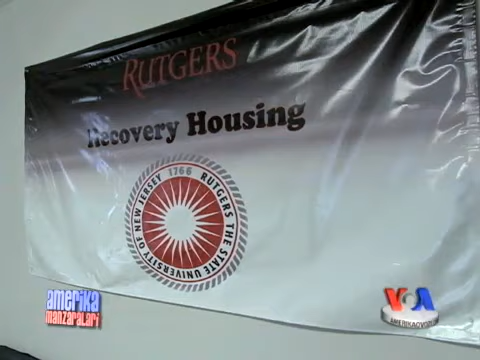 RUTGERS
Recovery Housing
1766
RUTGERS THE STATE UNIVERSITY OF NEW JERSEY
amerika
manzaraları
VOA